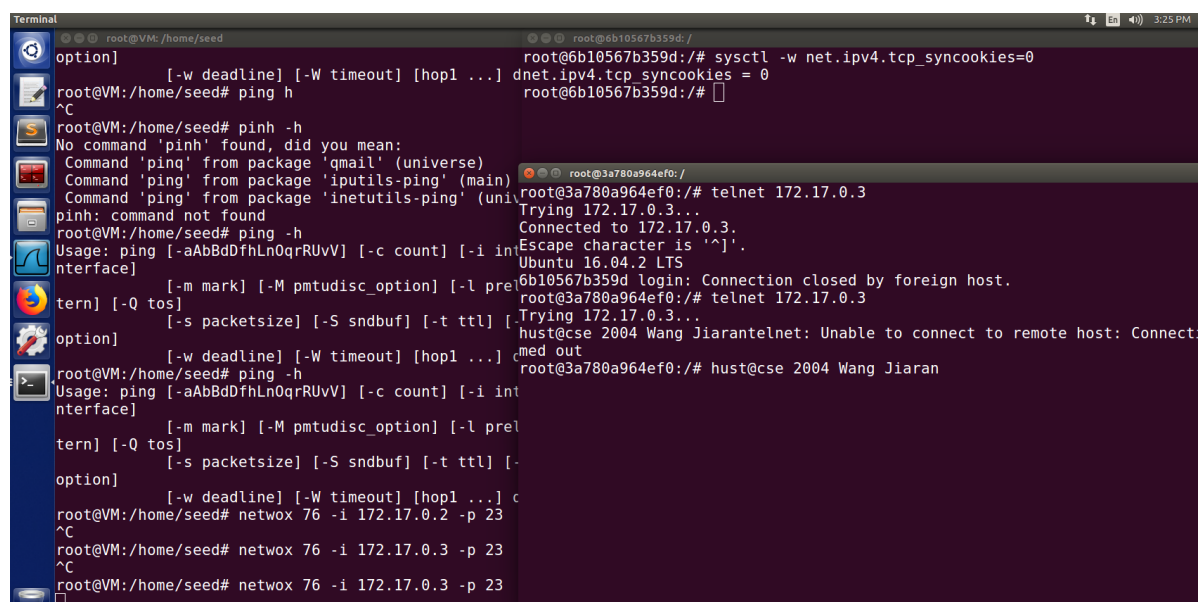 Terminal
En
3:25 PM
root@VM: /home/seed
option]
[-w deadline] [-W timeout] [hop1 ...] d
root@VM:/home/seed# ping h
^C
root@VM:/home/seed# pinh -h
No command 'pinh' found, did you mean:
Command 'pinq' from package 'qmail' (universe)
Command 'ping' from package 'iputils-ping' (main)
Command 'ping' from package 'inetutils-ping' (univ
pinh: command not found
root@VM:/home/seed# ping -h
Usage: ping [-aAbBdDfhLnOqrRUvV] [-c count] [-i int
nterface]
[-m mark] [-M pmtudisc_option] [-l prel
tern] [-Q tos]
[-s packetsize] [-S sndbuf] [-t ttl] [-
option]
[-w deadline] [-W timeout] [hop1 ...] d
root@VM:/home/seed# ping -h
Usage: ping [-aAbBdDfhLnOqrRUvV] [-c count] [-i int
nterface]
[-m mark] [-M pmtudisc_option] [-l prel
tern] [-Q tos]
[-s packetsize] [-S sndbuf] [-t ttl] [-
option]
[-w deadline] [-W timeout] [hop1 ...] d
root@VM:/home/seed# netwox 76 -i 172.17.0.2 -p 23
^C
root@VM:/home/seed# netwox 76 -i 172.17.0.3 -p 23
^C
root@VM:/home/seed# netwox 76 -i 172.17.0.3 -p 23
root@6b10567b359d: /
root@6b10567b359d:/# sysctl -w net.ipv4.tcp_syncookies=0
net.ipv4.tcp_syncookies = 0
root@6b10567b359d:/#
root@3a780a964ef0: /
root@3a780a964ef0:/# telnet 172.17.0.3
Trying 172.17.0.3...
Connected to 172.17.0.3.
Escape character is '^]'.
Ubuntu 16.04.2 LTS
6b10567b359d login: Connection closed by foreign host.
root@3a780a964ef0:/# telnet 172.17.0.3
Trying 172.17.0.3...
hust@cse 2004 Wang Jiarantelnet: Unable to connect to remote host: Connecti
med out
root@3a780a964ef0:/# hust@cse 2004 Wang Jiaran